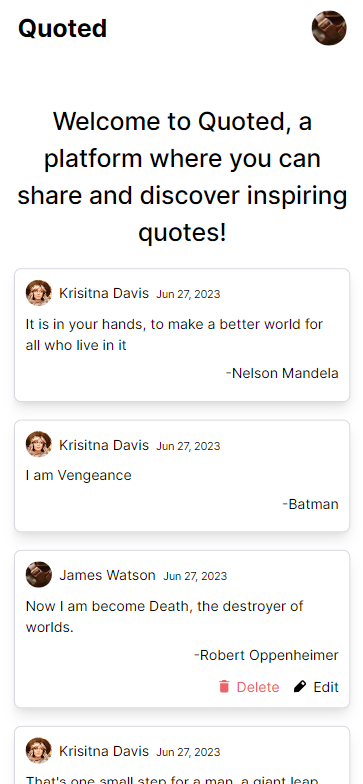 Quoted
Welcome to Quoted, a
platform where you can
share and discover inspiring
quotes!
Krisitna Davis Jun 27, 2023
It is in your hands, to make a better world for
all who live in it
-Nelson Mandela
Krisitna Davis Jun 27, 2023
I am Vengeance
-Batman
James Watson Jun 27, 2023
Now I am become Death, the destroyer of
worlds.
-Robert Oppenheimer
Delete Edit
Krisitna Davis Jun 27, 2023
That's one small step for a man, a giant leap